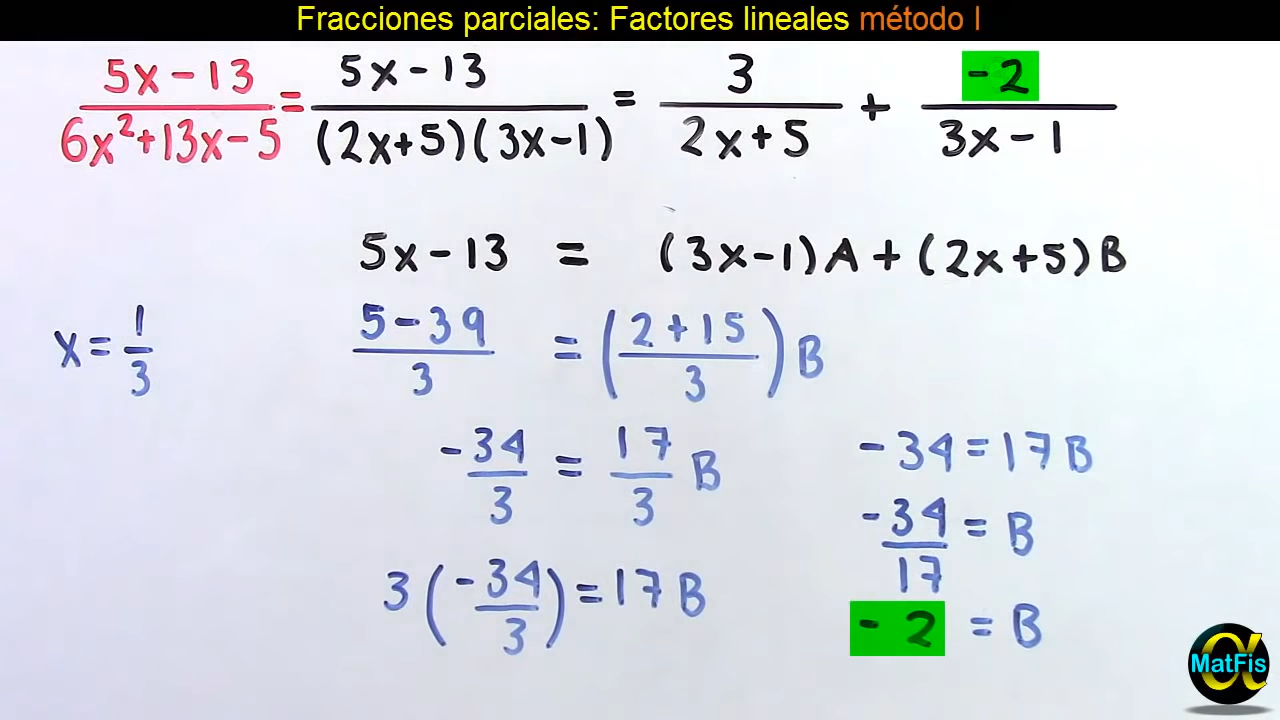 Fracciones parciales: Factores lineales método I
5x-13 / 6x²+13x-5 = 5x-13 / (2x+5)(3x-1) = 3 / 2x+5 + -2 / 3x-1
5x-13 = (3x-1)A+(2x+5)B
x=1/3 5-39 / 3 = (2+15 / 3)B
-34/3 = 17/3 B
3(-34/3)=17B
-34=17B
-34/17 = B
-2 = B
MatFis
α